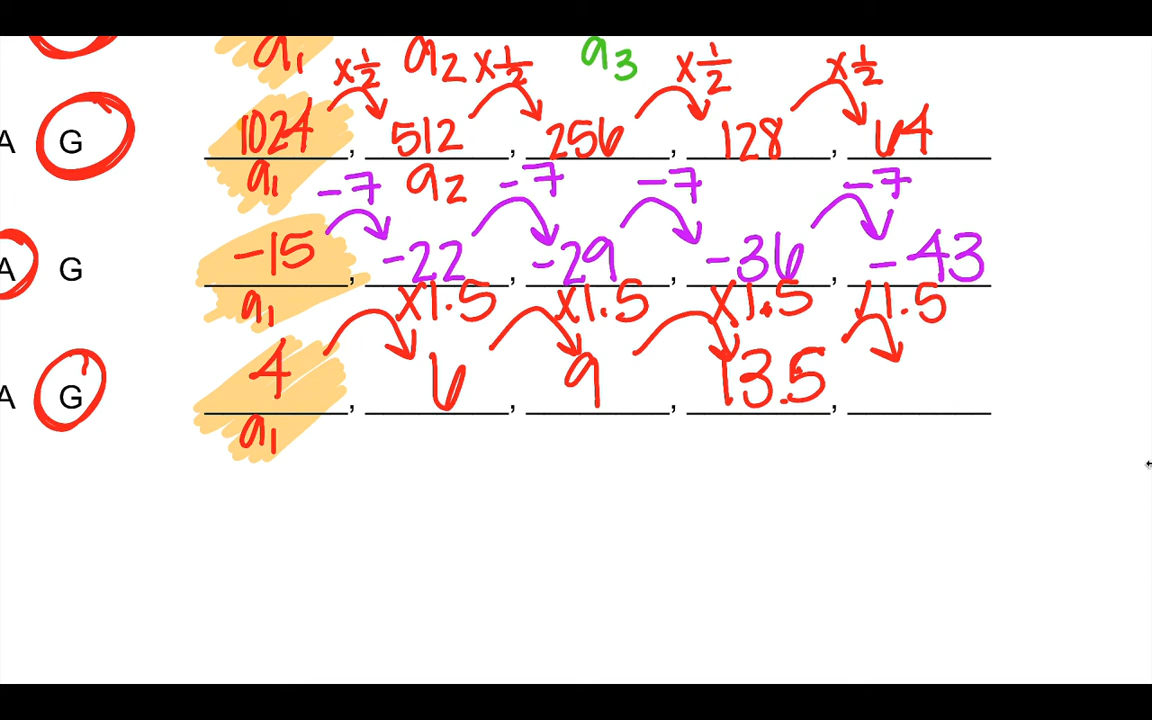 a1 a2 a3
x1/2 x1/2 x1/2 x1/2
A G 1024, 512, 256, 128, 64
a1 a2
-7 -7 -7 -7
A G -15, -22, -29, -36, -43
a1 x1.5 x1.5 x1.5 1.5
A G 4, 6, 9, 13.5,
a1